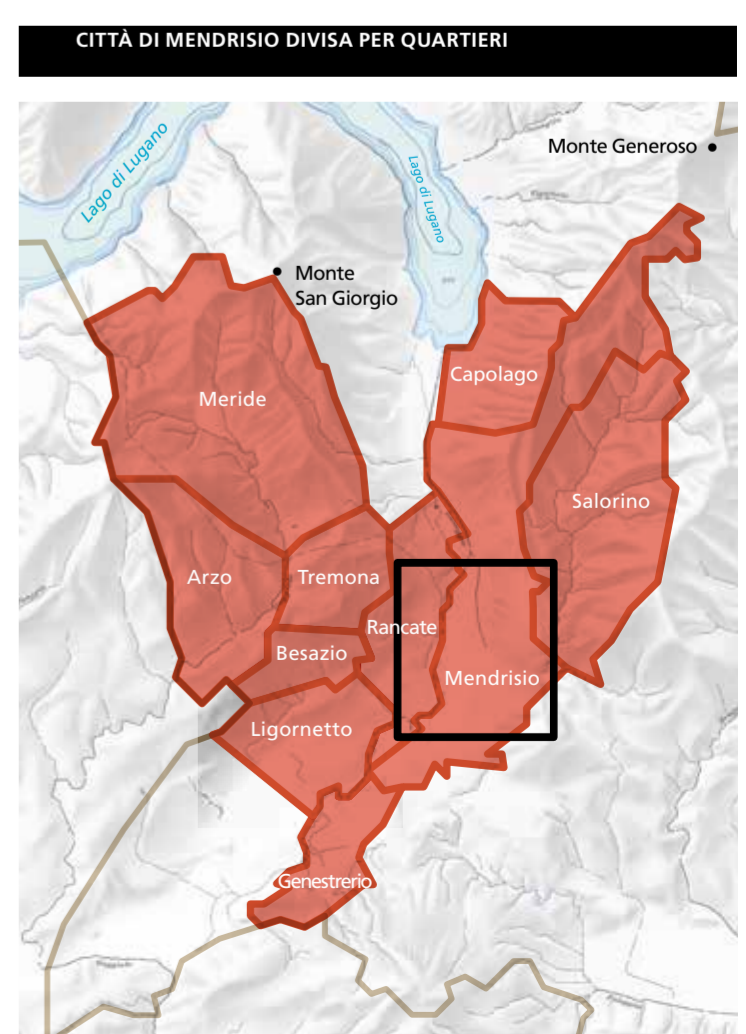 CITTÀ DI MENDRISIO DIVISA PER QUARTIERI
Monte Generoso
Lago di Lugano
Lago di Lugano
Monte
San Giorgio
Capolago
Meride
Salorino
Arzo
Tremona
Rancate
Besazio
Mendrisio
Ligornetto
Genestrerio